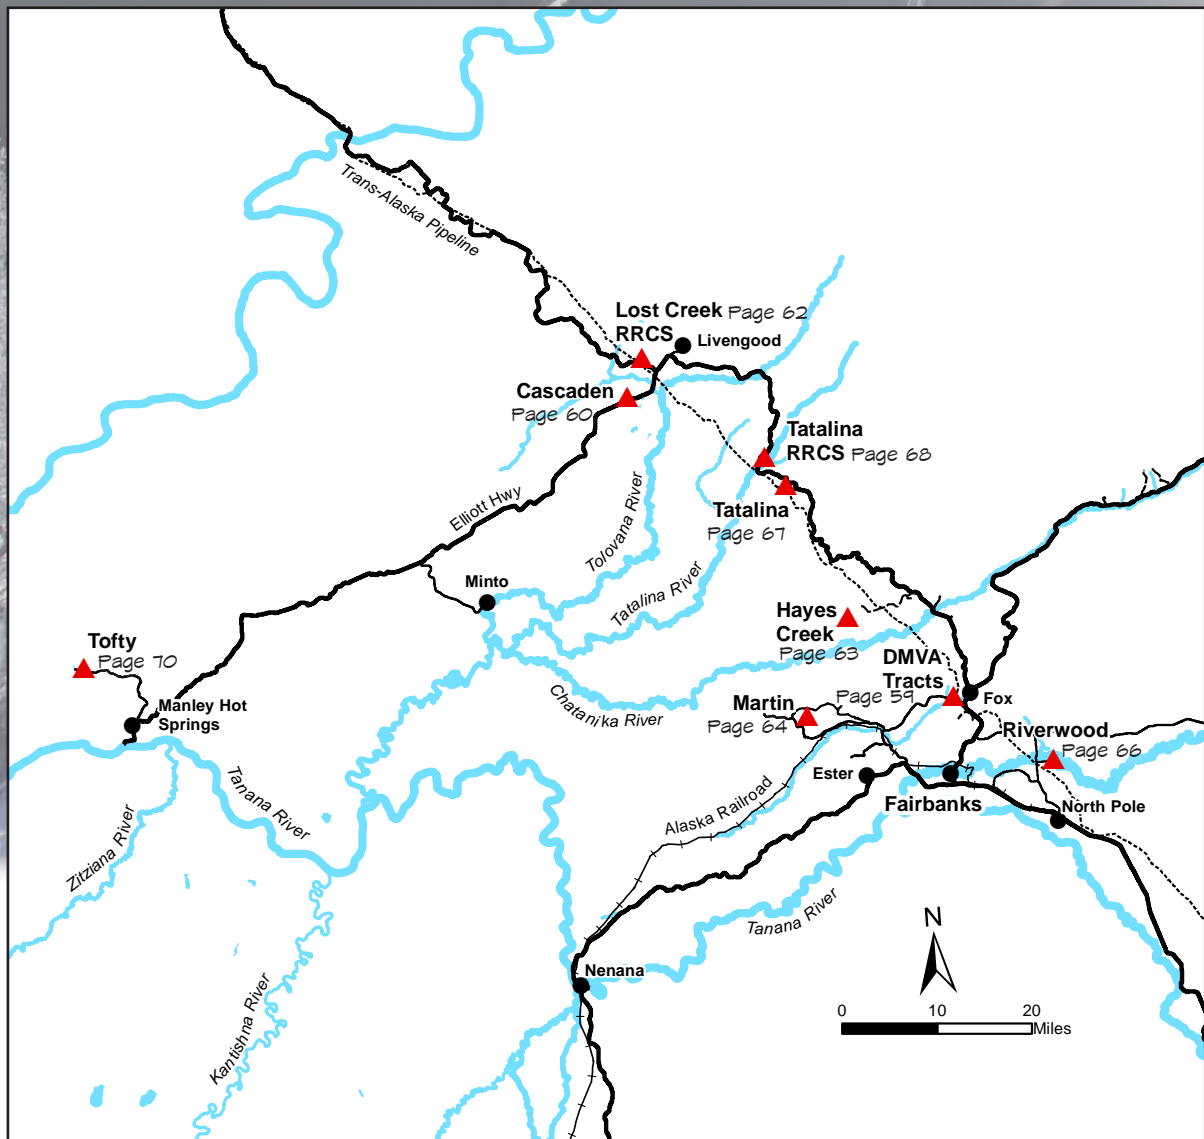 Trans-Alaska Pipeline
Lost Creek Page 62
RRCS
Livengood
Cascaden
Page 60
Tatalina
RRCS Page 68
Elliott Hwy
Tolovana River
Tatalina
Page 67
Minto
Tatalina River
Hayes
Creek
Page 63
Tofty
Page 70
DMVA
Tracts
Page 59
Fox
Chatanika River
Martin
Page 64
Manley Hot
Springs
Riverwood
Page 66
Tanana River
Ester
Alaska Railroad
Fairbanks
North Pole
Zitziana River
Tanana River
N
Nenana
Kantishna River
0 10 20
Miles